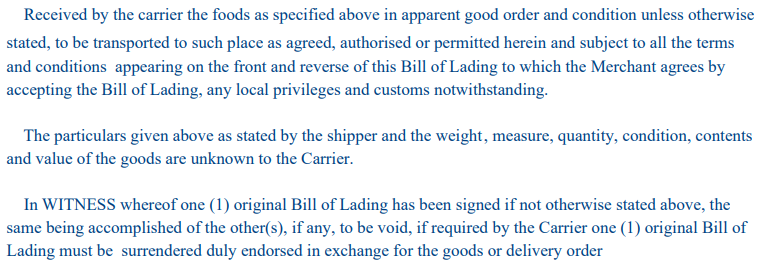 Received by the carrier the foods as specified above in apparent good order and condition unless otherwise
stated, to be transported to such place as agreed, authorised or permitted herein and subject to all the terms
and conditions appearing on the front and reverse of this Bill of Lading to which the Merchant agrees by
accepting the Bill of Lading, any local privileges and customs notwithstanding.
The particulars given above as stated by the shipper and the weight, measure, quantity, condition, contents
and value of the goods are unknown to the Carrier.
In WITNESS whereof one (1) original Bill of Lading has been signed if not otherwise stated above, the
same being accomplished of the other(s), if any, to be void, if required by the Carrier one (1) original Bill of
Lading must be surrendered duly endorsed in exchange for the goods or delivery order